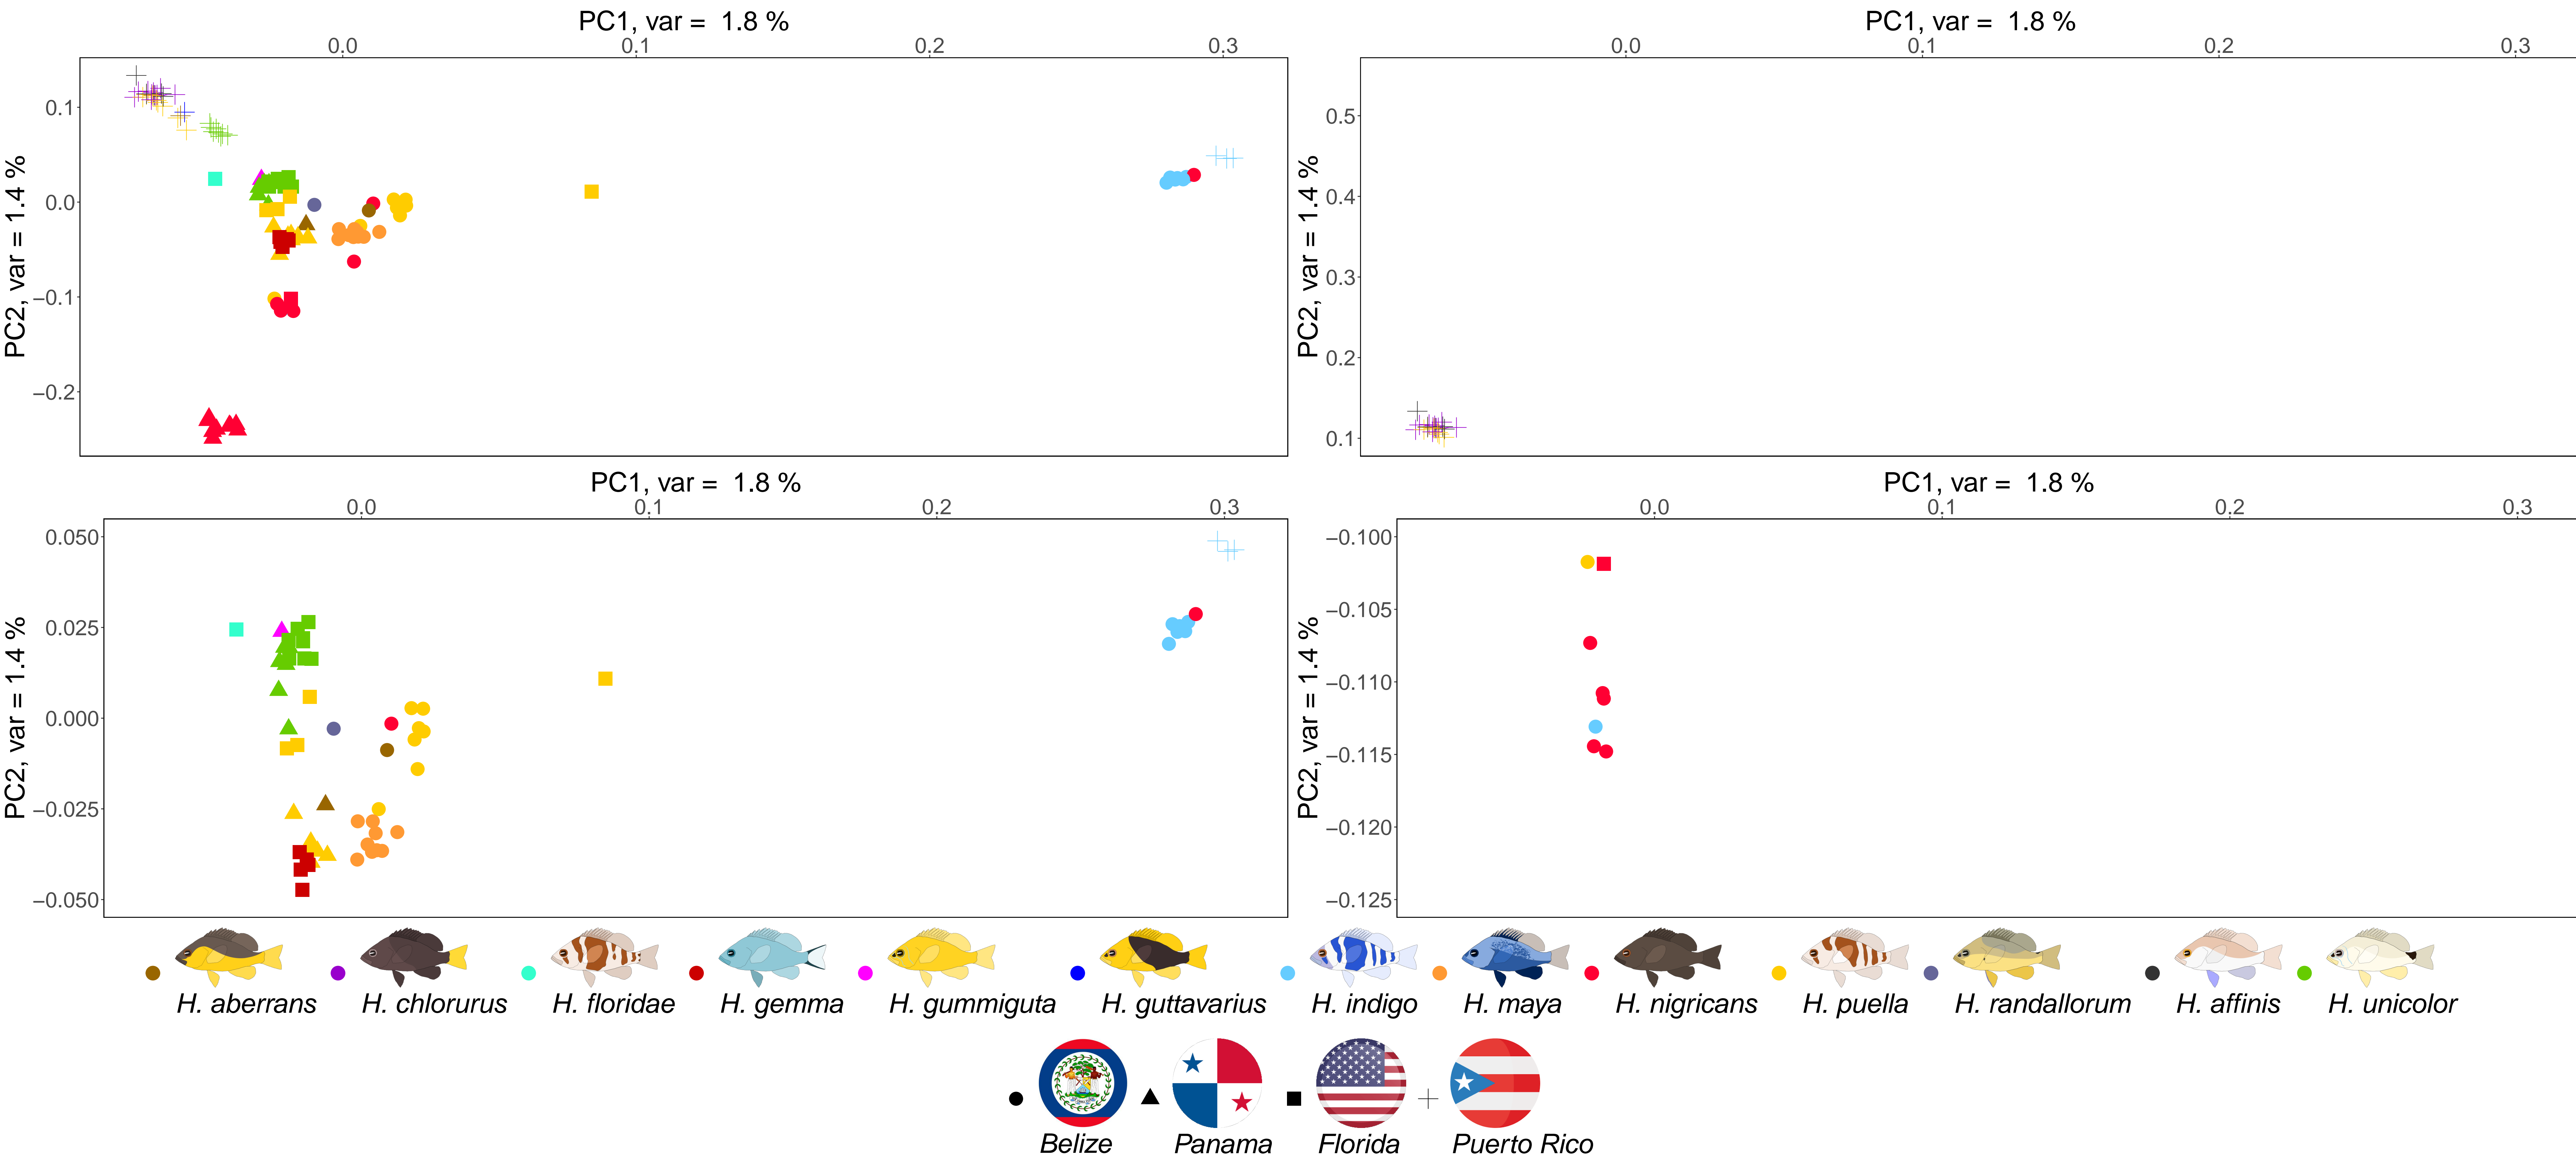 PC1, var =  1.8 %
0.0 0.1 0.2 0.3
PC2, var = 1.4 %
0.1
0.0
−0.1
−0.2
PC1, var =  1.8 %
0.0 0.1 0.2 0.3
PC2, var = 1.4 %
0.5
0.4
0.3
0.2
0.1
PC1, var =  1.8 %
0.0 0.1 0.2 0.3
PC2, var = 1.4 %
0.050
0.025
0.000
−0.025
−0.050
PC1, var =  1.8 %
0.0 0.1 0.2 0.3
PC2, var = 1.4 %
−0.100
−0.105
−0.110
−0.115
−0.120
−0.125
H. aberrans H. chlorurus H. floridae H. gemma H. gummiguta H. guttavarius H. indigo H. maya H. nigricans H. puella H. randallorum H. affinis H. unicolor
Belize Panama Florida Puerto Rico